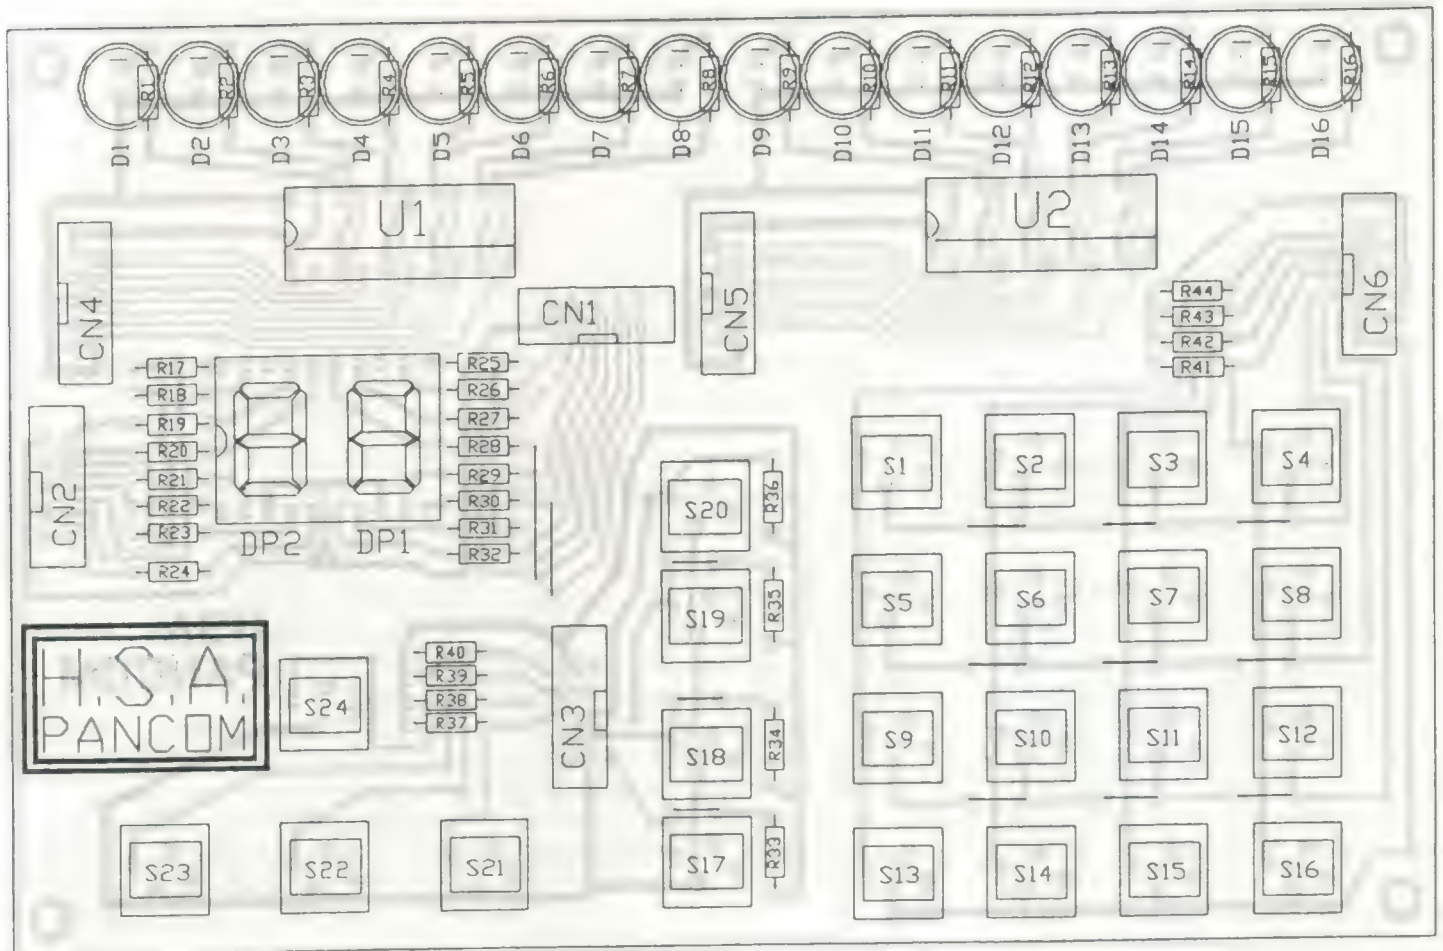 R1 R2 R3 R4 R5 R6 R7 R8 R9 R10 R11 R12 R13 R14 R15 R16
D1 D2 D3 D4 D5 D6 D7 D8 D9 D10 D11 D12 D13 D14 D15 D16
U1 U2
CN4 CN1 CN5 CN6
R44
R43
R42
R41
R17 R25
R18 R26
R19 R27
R20 R28
R21 R29
R22 R30
R23 R31
R24 R32
CN2
DP2 DP1
S20 R36 S1 S2 S3 S4
S19 R35 S5 S6 S7 S8
H.S.A.
PANCOM
S24
R40
R39
R38
R37
CN3
S18 R34 S9 S10 S11 S12
S23 S22 S21 S17 R33 S13 S14 S15 S16